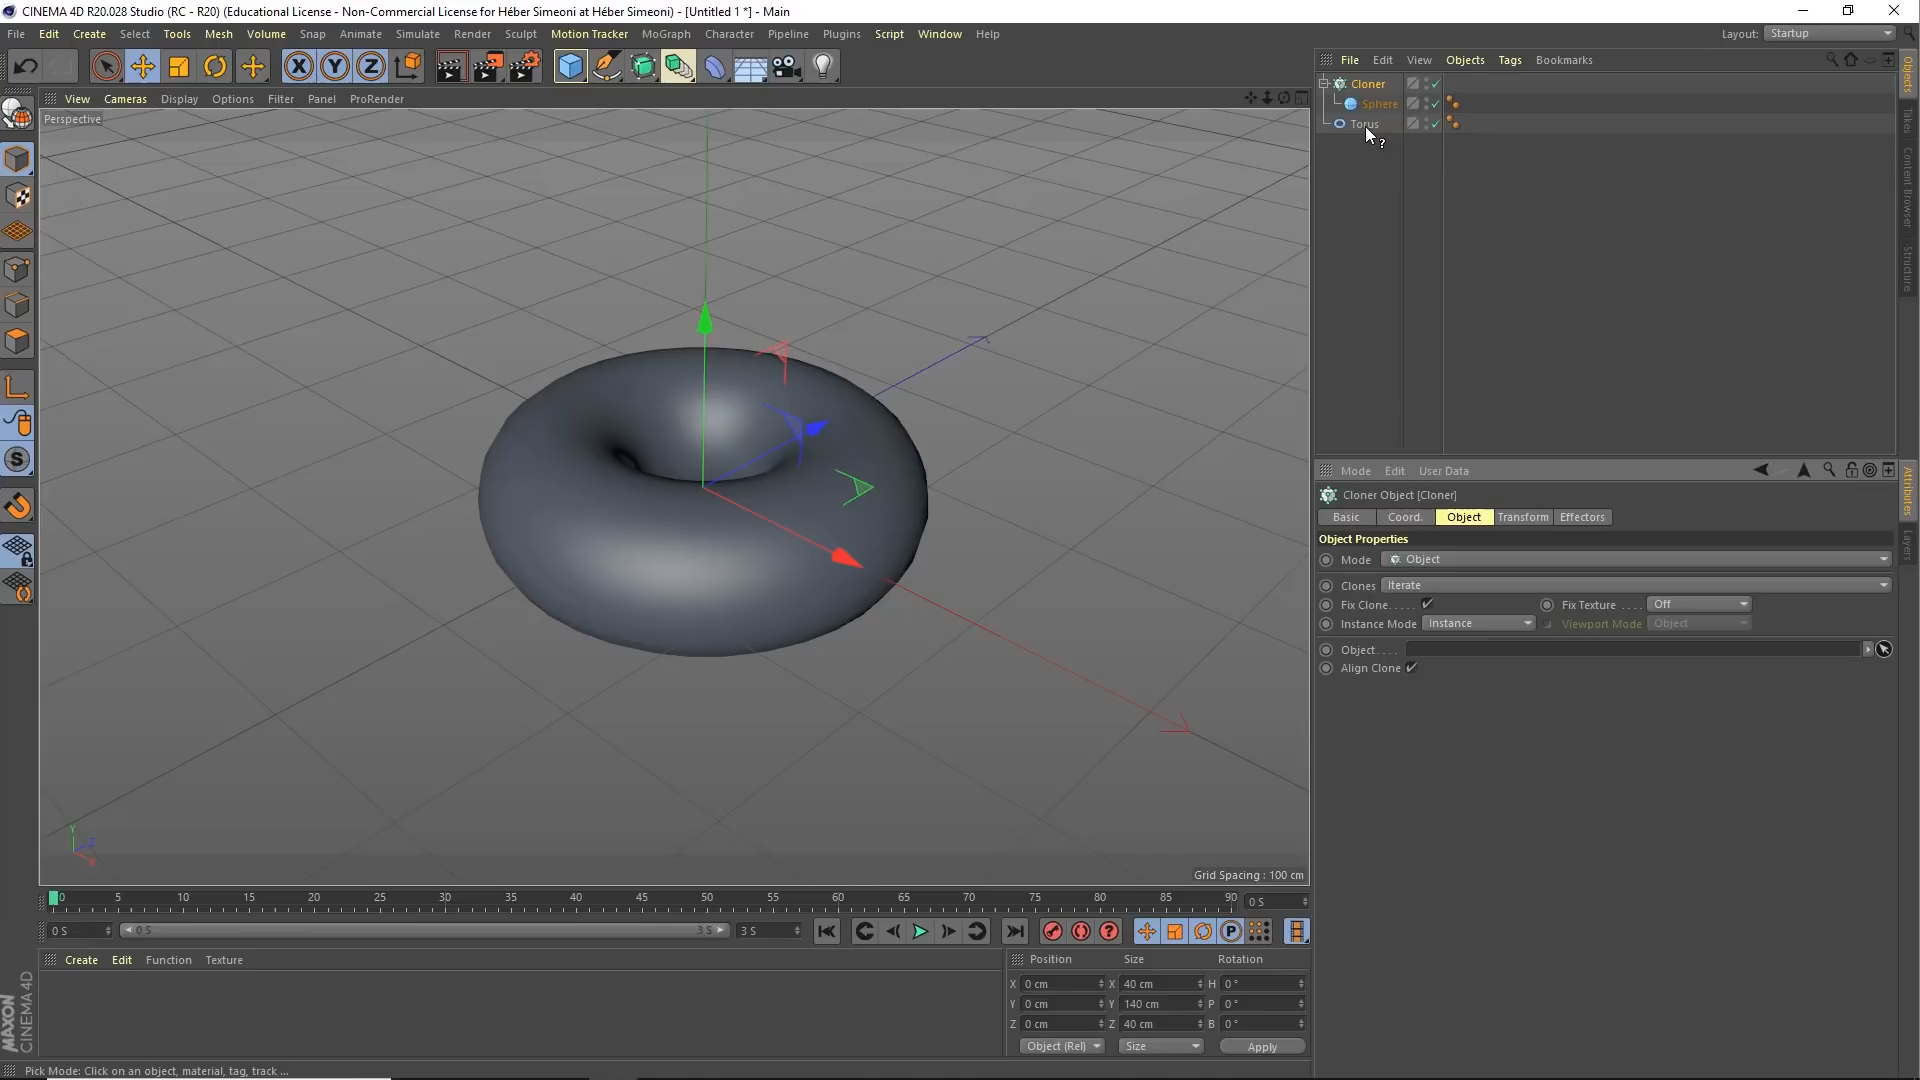 CINEMA 4D R20.028 Studio (RC - R20) (Educational License - Non-Commercial License for Héber Simeoni at Héber Simeoni) - [Untitled 1 *] - Main
File Edit Create Select Tools Mesh Volume Snap Animate Simulate Render Sculpt Motion Tracker MoGraph Character Pipeline Plugins Script Window Help Layout: Startup
X Y Z
File Edit View Objects Tags Bookmarks
View Cameras Display Options Filter Panel ProRender
Perspective
Cloner
Sphere
Torus
?
Objects
Takes
Content Browser
Structure
Mode Edit User Data
Cloner Object [Cloner]
Basic Coord. Object Transform Effectors
Object Properties
Mode Object
Clones Iterate
Fix Clone..... Fix Texture .... Off
Instance Mode Instance Viewport Mode Object
Object....
Align Clone
Attributes
Layers
S
Y
Z
X
Grid Spacing : 100 cm
0 5 10 15 20 25 30 35 40 45 50 55 60 65 70 75 80 85 90 0 S
0 S 0 S 3 S 3 S
P
Create Edit Function Texture
Position Size Rotation
X 0 cm X 40 cm H 0 °
Y 0 cm Y 140 cm P 0 °
Z 0 cm Z 40 cm B 0 °
Object (Rel) Size Apply
MAXON
CINEMA 4D
Pick Mode: Click on an object, material, tag, track ...